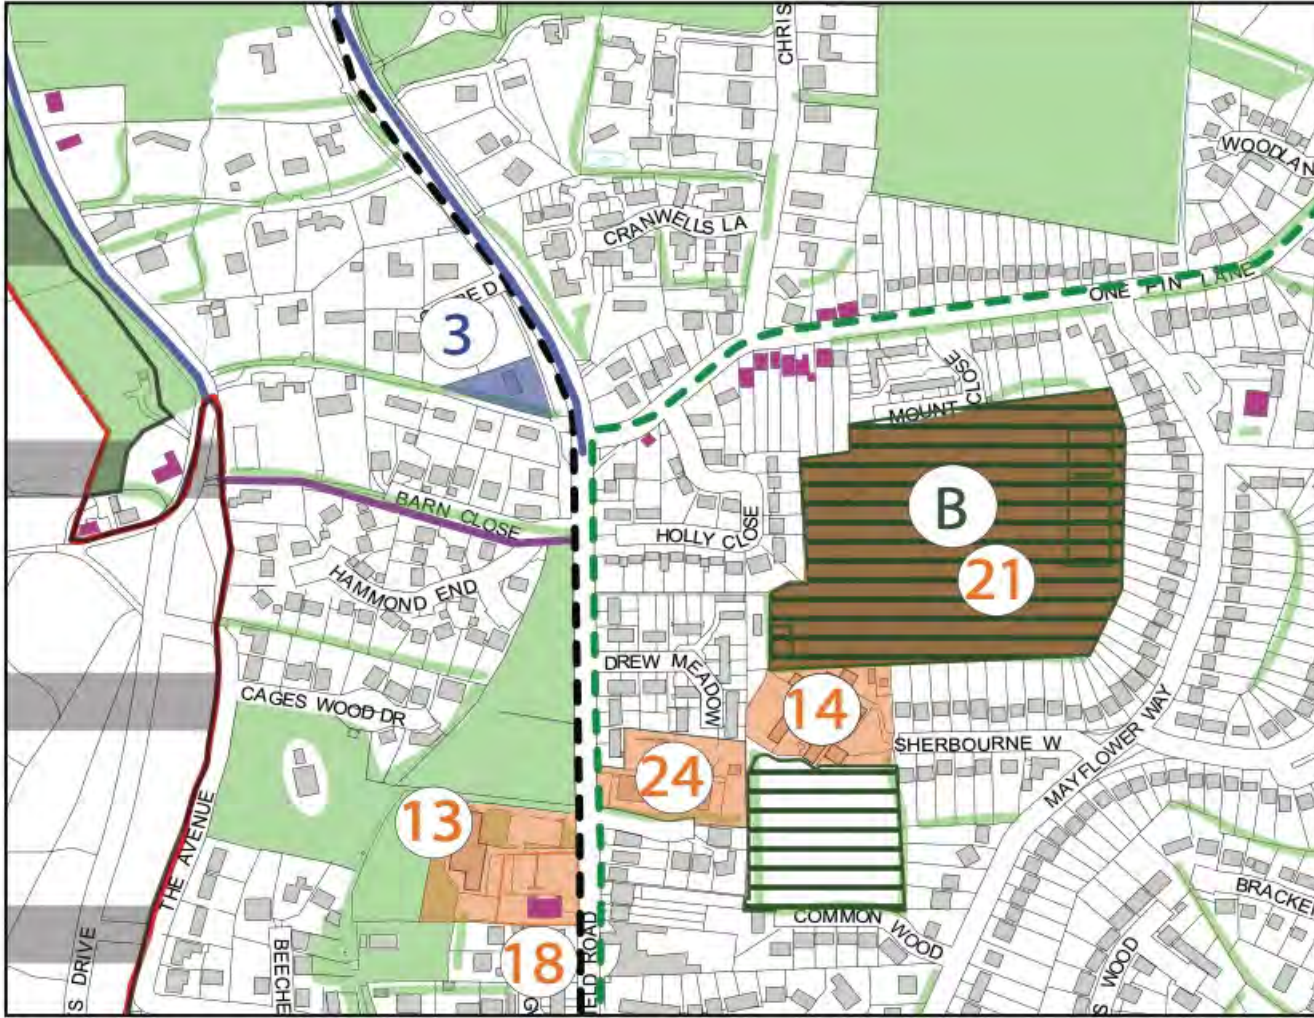 CHRIS
WOODLAN
CRANWELLS LA
ONE PIN LANE
3
MOUNT CLOSE
B
BARN CLOSE
HOLLY CLOSE
21
HAMMOND END
DREW MEADOW
CAGES WOOD DR
14
SHERBOURNE W
MAYFLOWER WAY
24
13
THE AVENUE
BRACKE
COMMON WOOD
18
IELD ROAD
BEECHE
S DRIVE
S WOOD